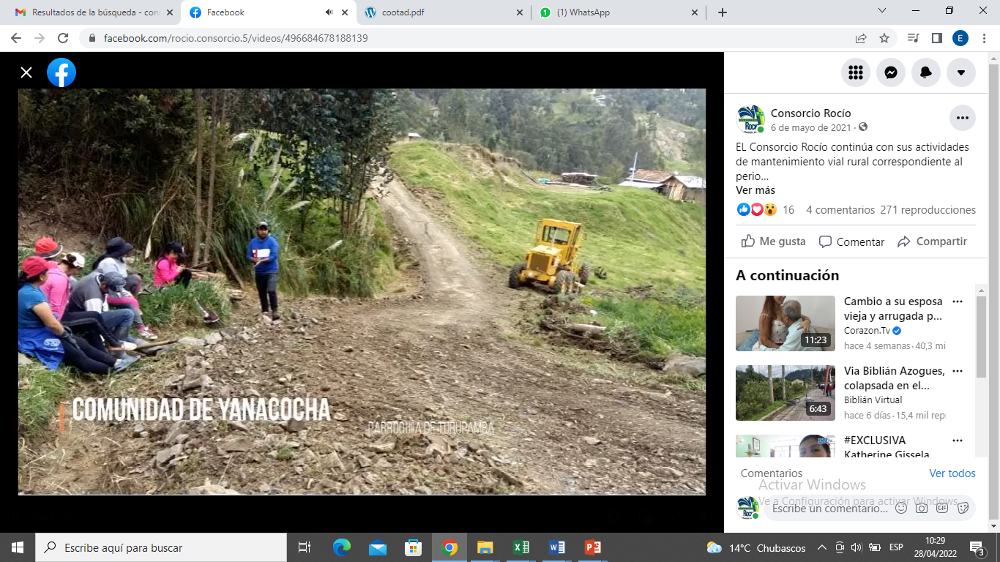 Resultados de la búsqueda - con
Facebook
cootad.pdf
(1) WhatsApp
facebook.com/rocio.consorcio.5/videos/496684678188139
E
COMUNIDAD DE YANACOCHA
PARROQUIA DE TURUPAMBA
Consorcio Rocío
6 de mayo de 2021 ·
EL Consorcio Rocío continúa con sus actividades
de mantenimiento vial rural correspondiente al
perio...
Ver más
16 4 comentarios 271 reproducciones
Me gusta Comentar Compartir
A continuación
11:23
Cambio a su esposa
vieja y arrugada p...
Corazon.Tv
hace 4 semanas · 40,3 mi
6:43
Via Biblián Azogues,
colapsada en el...
Biblián Virtual
hace 6 días · 15,4 mil rep
#EXCLUSIVA
Katherine Gissela
Comentarios Ver todos
Activar Windows
Ve a Configuración para activar Windows.
Escribe un comentario...
GIF
Escribe aquí para buscar
14°C Chubascos
ESP
10:29
28/04/2022
3